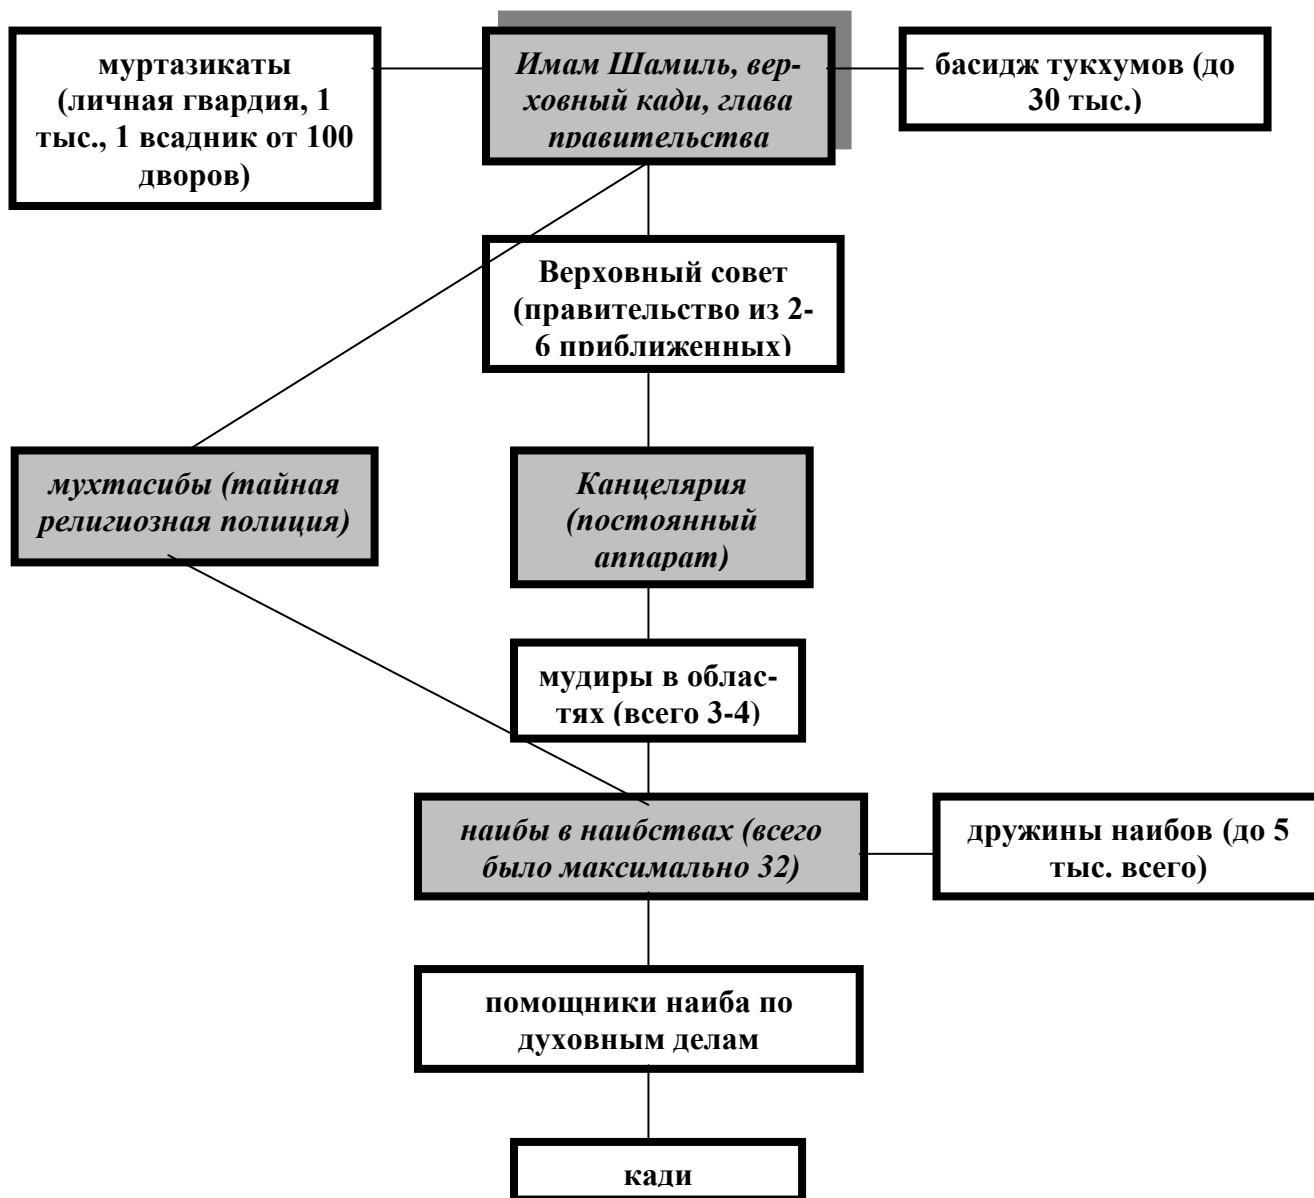 муртазикаты
(личная гвардия, 1
тыс., 1 всадник от 100
дворов)
Имам Шамиль, вер-
ховный кади, глава
правительства
басидж тукхумов (до
30 тыс.)
Верховный совет
(правительство из 2-
6 приближенных)
мухтасибы (тайная
религиозная полиция)
Канцелярия
(постоянный
аппарат)
мудиры в облас-
тях (всего 3-4)
наибы в наибствах (всего
было максимально 32)
дружины наибов (до 5
тыс. всего)
помощники наиба по
духовным делам
кади